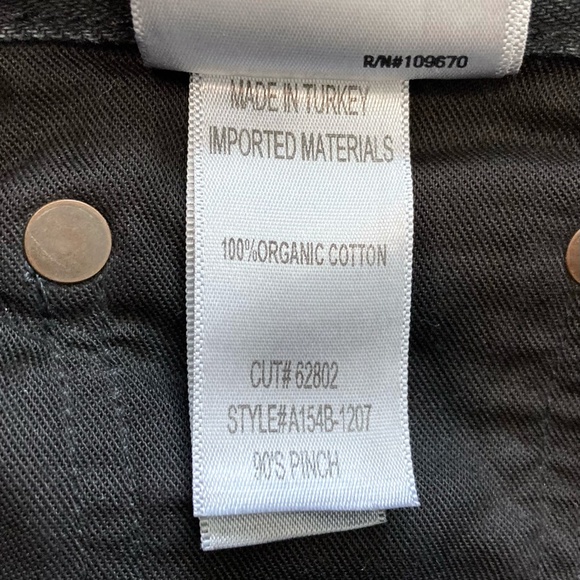 R/N#109670
MADE IN TURKEY
IMPORTED MATERIALS
100%ORGANIC COTTON
CUT# 62802
STYLE#A154B-1207
90'S PINCH